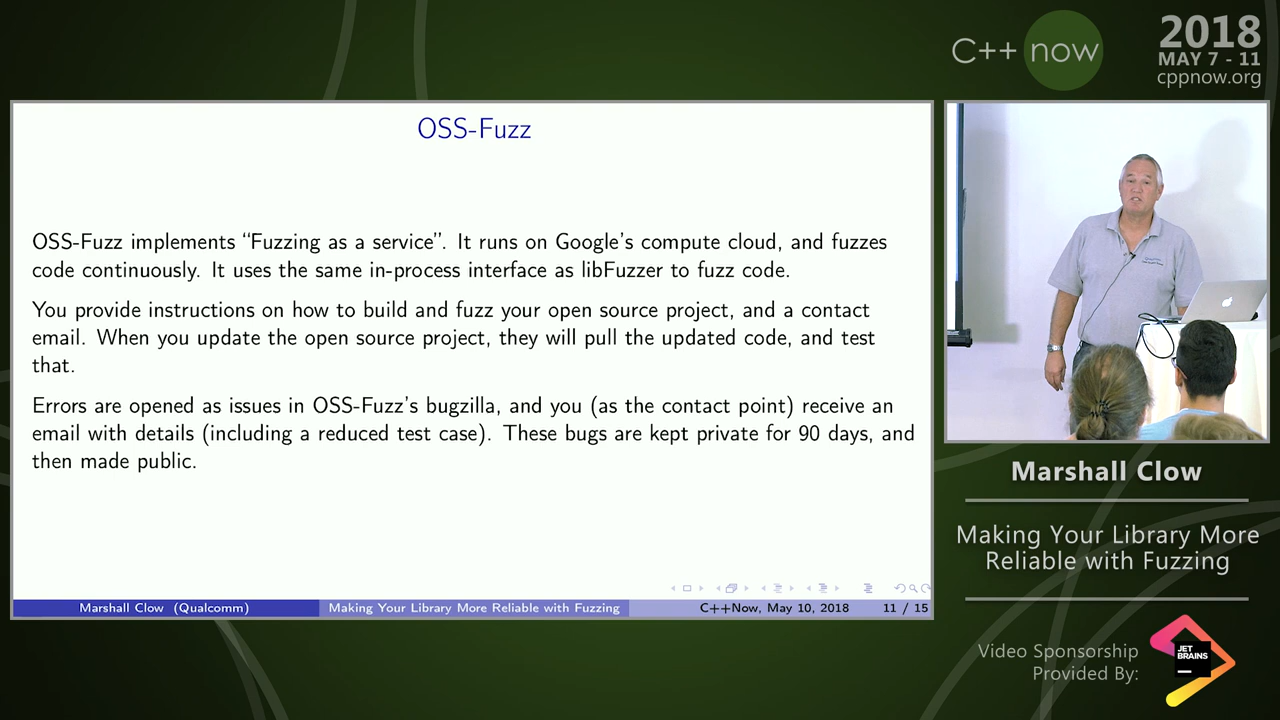 C++ now
2018
MAY 7 - 11
cppnow.org
OSS-Fuzz
OSS-Fuzz implements “Fuzzing as a service”. It runs on Google’s compute cloud, and fuzzes
code continuously. It uses the same in-process interface as libFuzzer to fuzz code.
You provide instructions on how to build and fuzz your open source project, and a contact
email. When you update the open source project, they will pull the updated code, and test
that.
Errors are opened as issues in OSS-Fuzz’s bugzilla, and you (as the contact point) receive an
email with details (including a reduced test case). These bugs are kept private for 90 days, and
then made public.
Marshall Clow (Qualcomm)
Making Your Library More Reliable with Fuzzing
C++Now, May 10, 2018
11 / 15
Marshall Clow
Making Your Library More
Reliable with Fuzzing
Video Sponsorship
Provided By:
JET
BRAINS